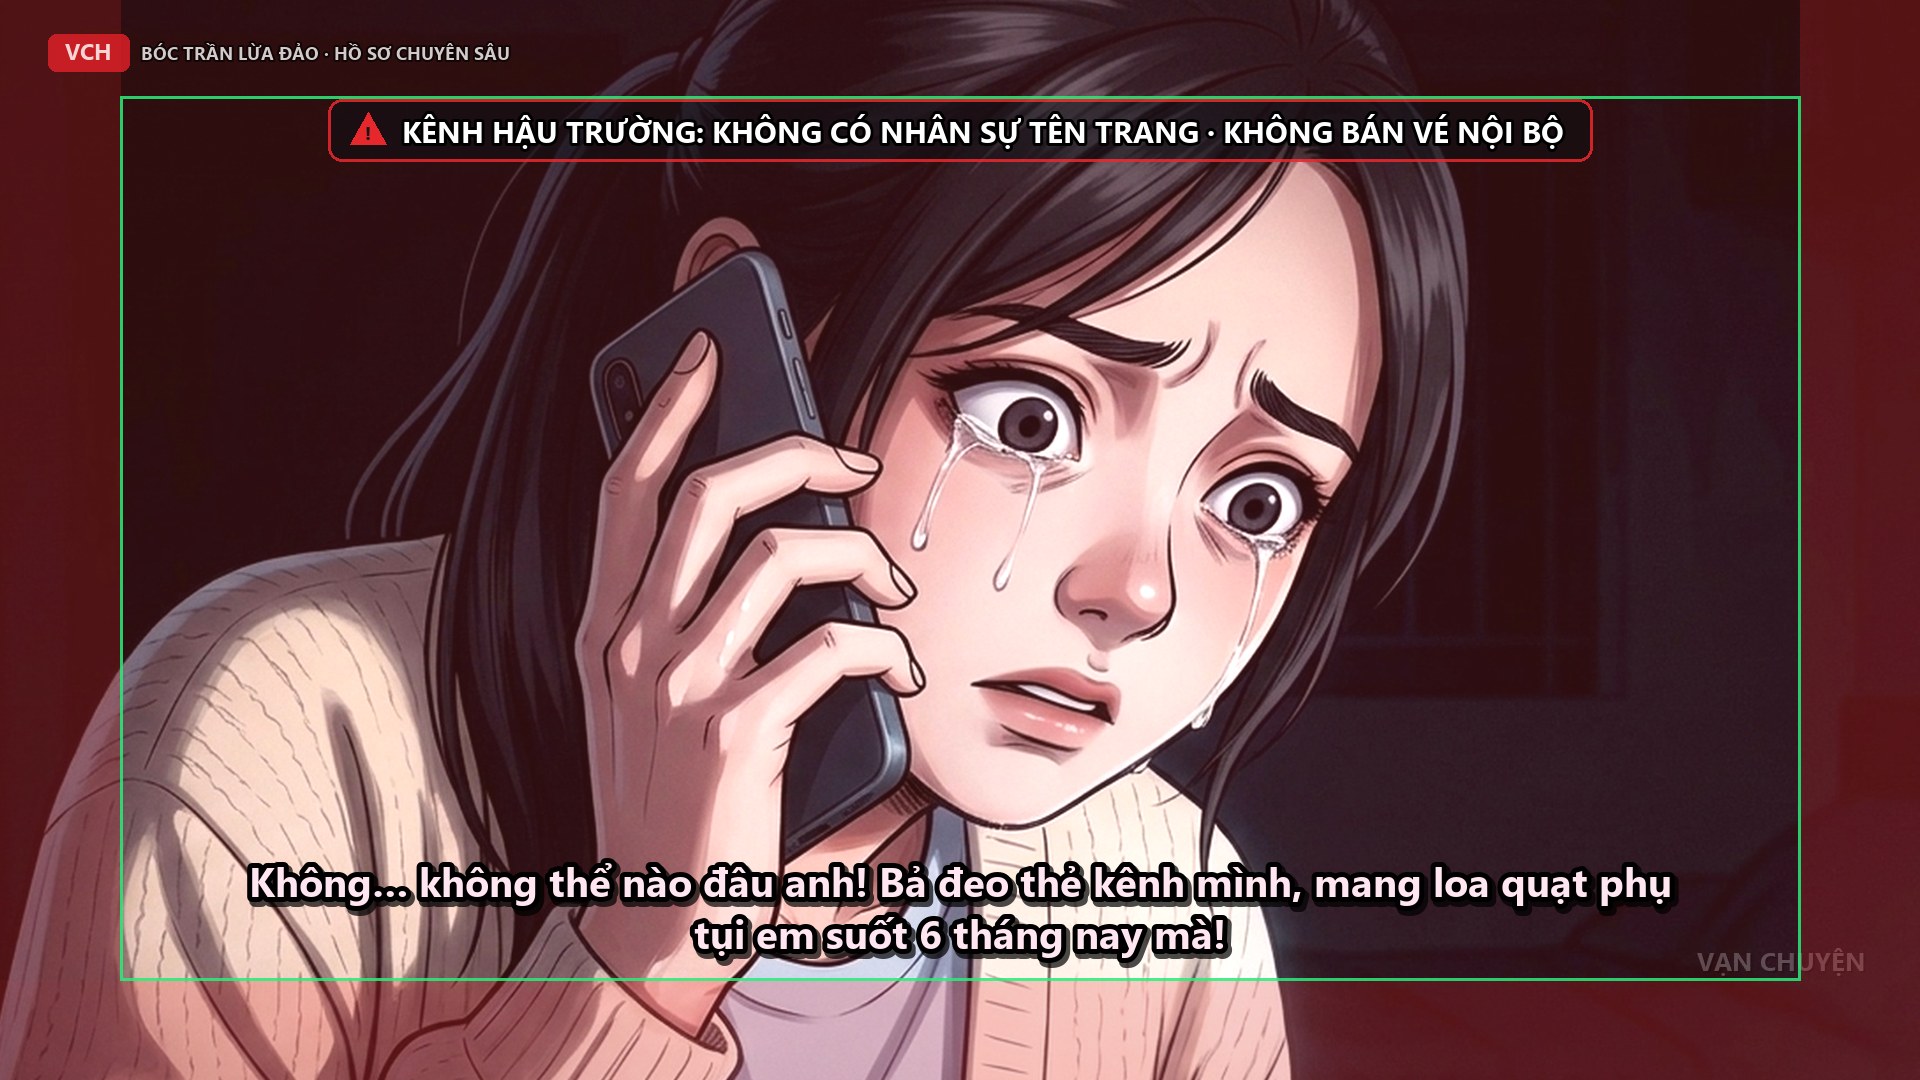 VCH BÓC TRẦN LỪA ĐẢO · HỒ SƠ CHUYÊN SÂU
KÊNH HẬU TRƯỜNG: KHÔNG CÓ NHÂN SỰ TÊN TRANG · KHÔNG BÁN VÉ NỘI BỘ
Không... không thể nào đâu anh! Bả đeo thẻ kênh mình, mang loa quạt phụ
tụi em suốt 6 tháng nay mà!
VẠN CHUYỆN